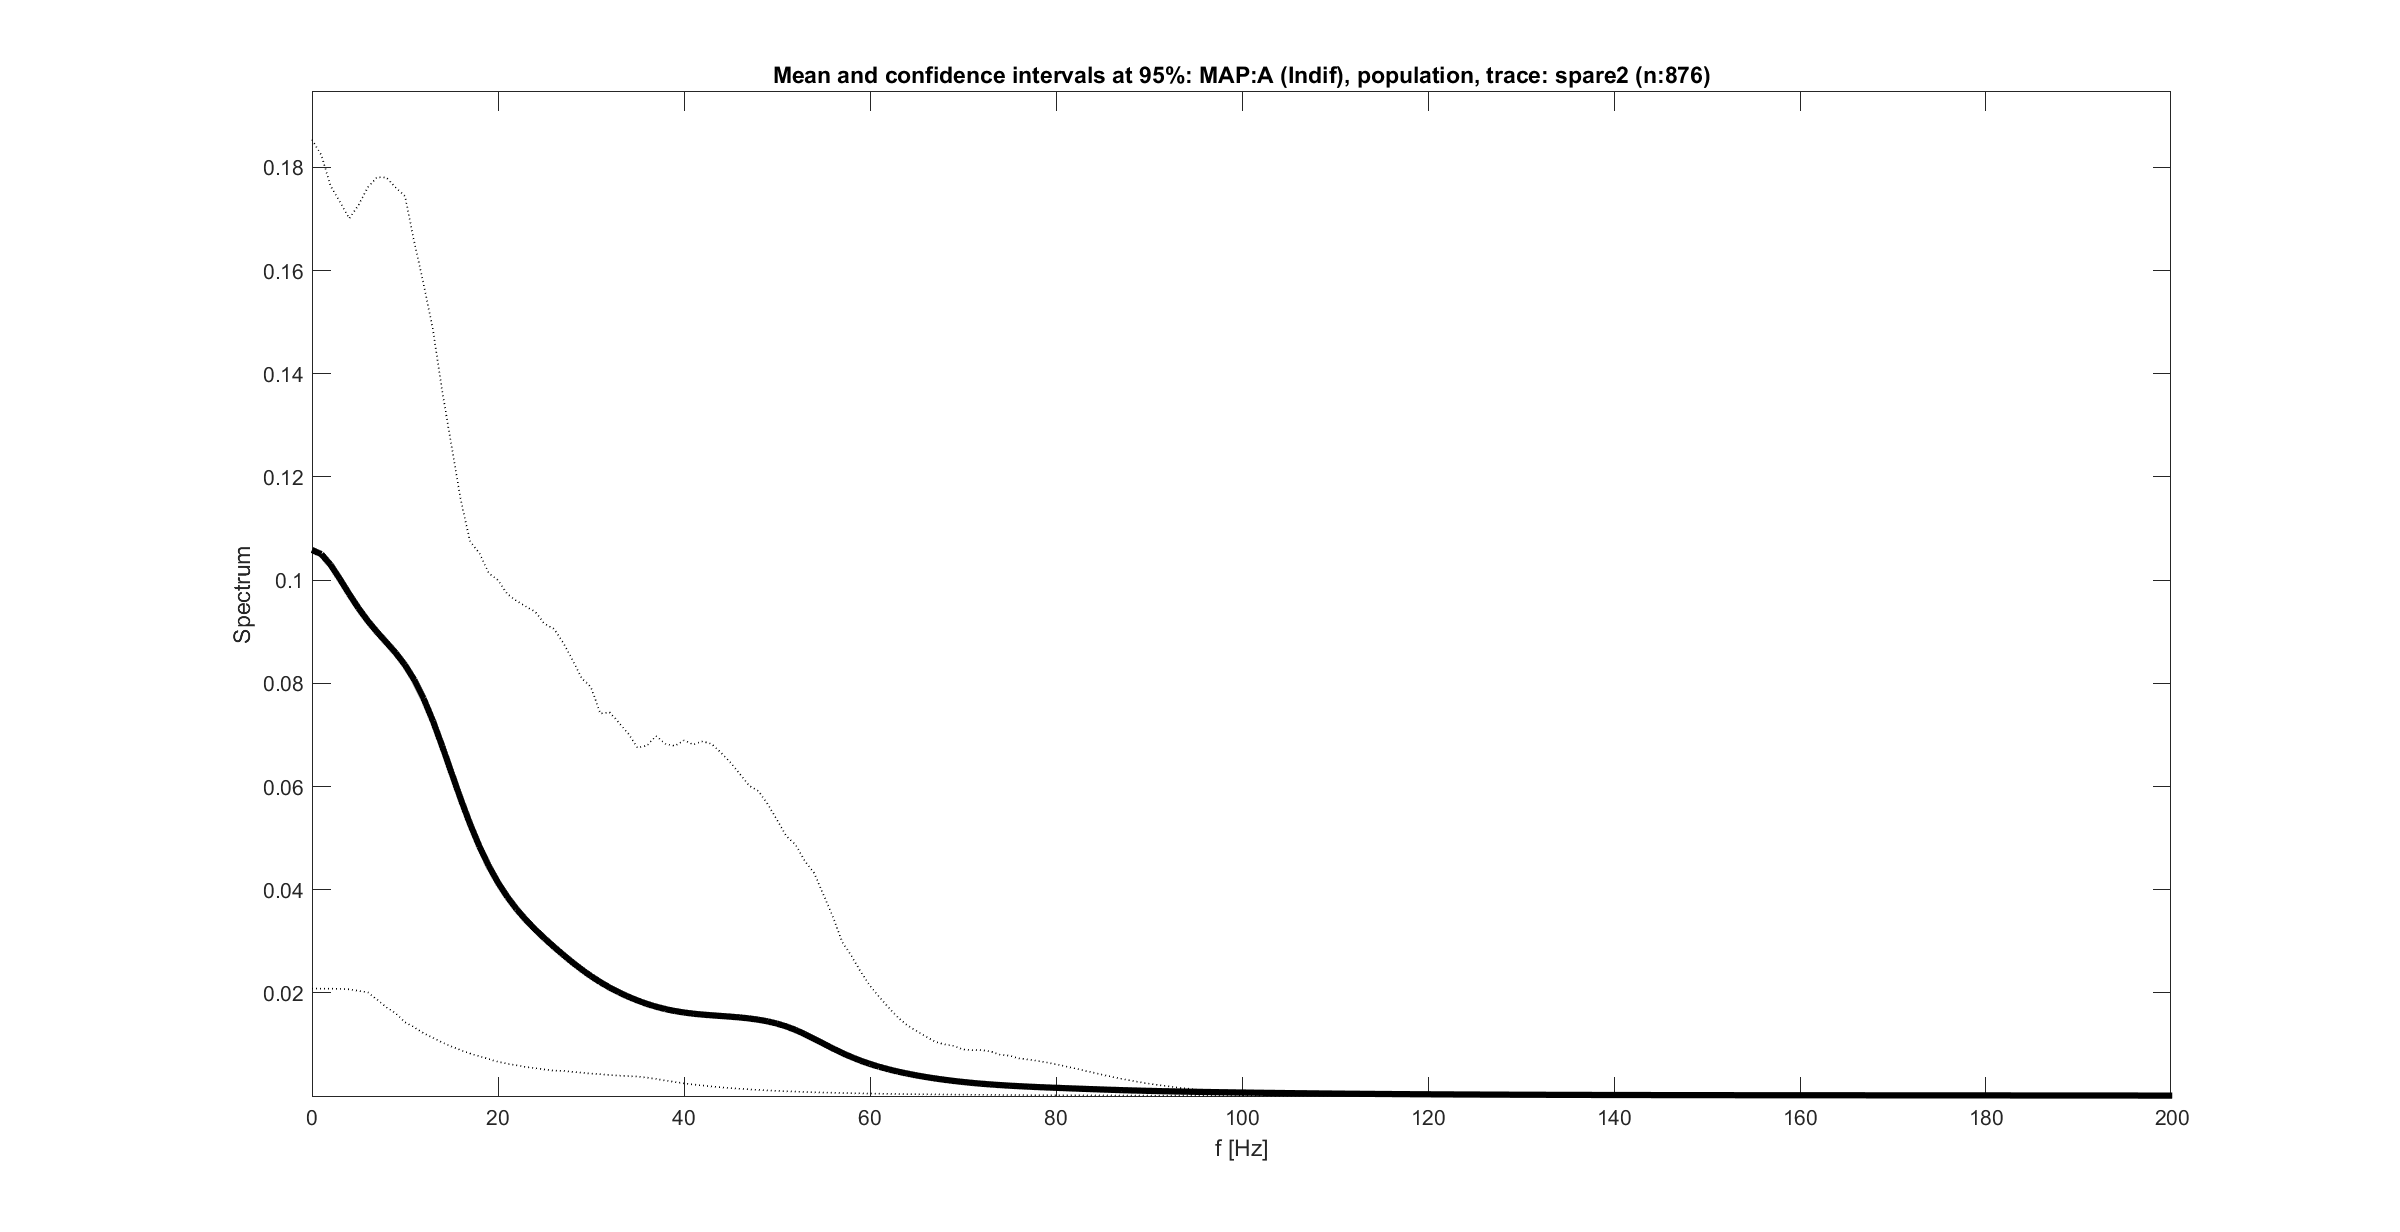 Mean and confidence intervals at 95%: MAP:A (Indif), population, trace: spare2 (n:876)
0.18
0.16
0.14
0.12
0.1
0.08
0.06
0.04
0.02
Spectrum
0 20 40 60 80 100 120 140 160 180 200
f [Hz]